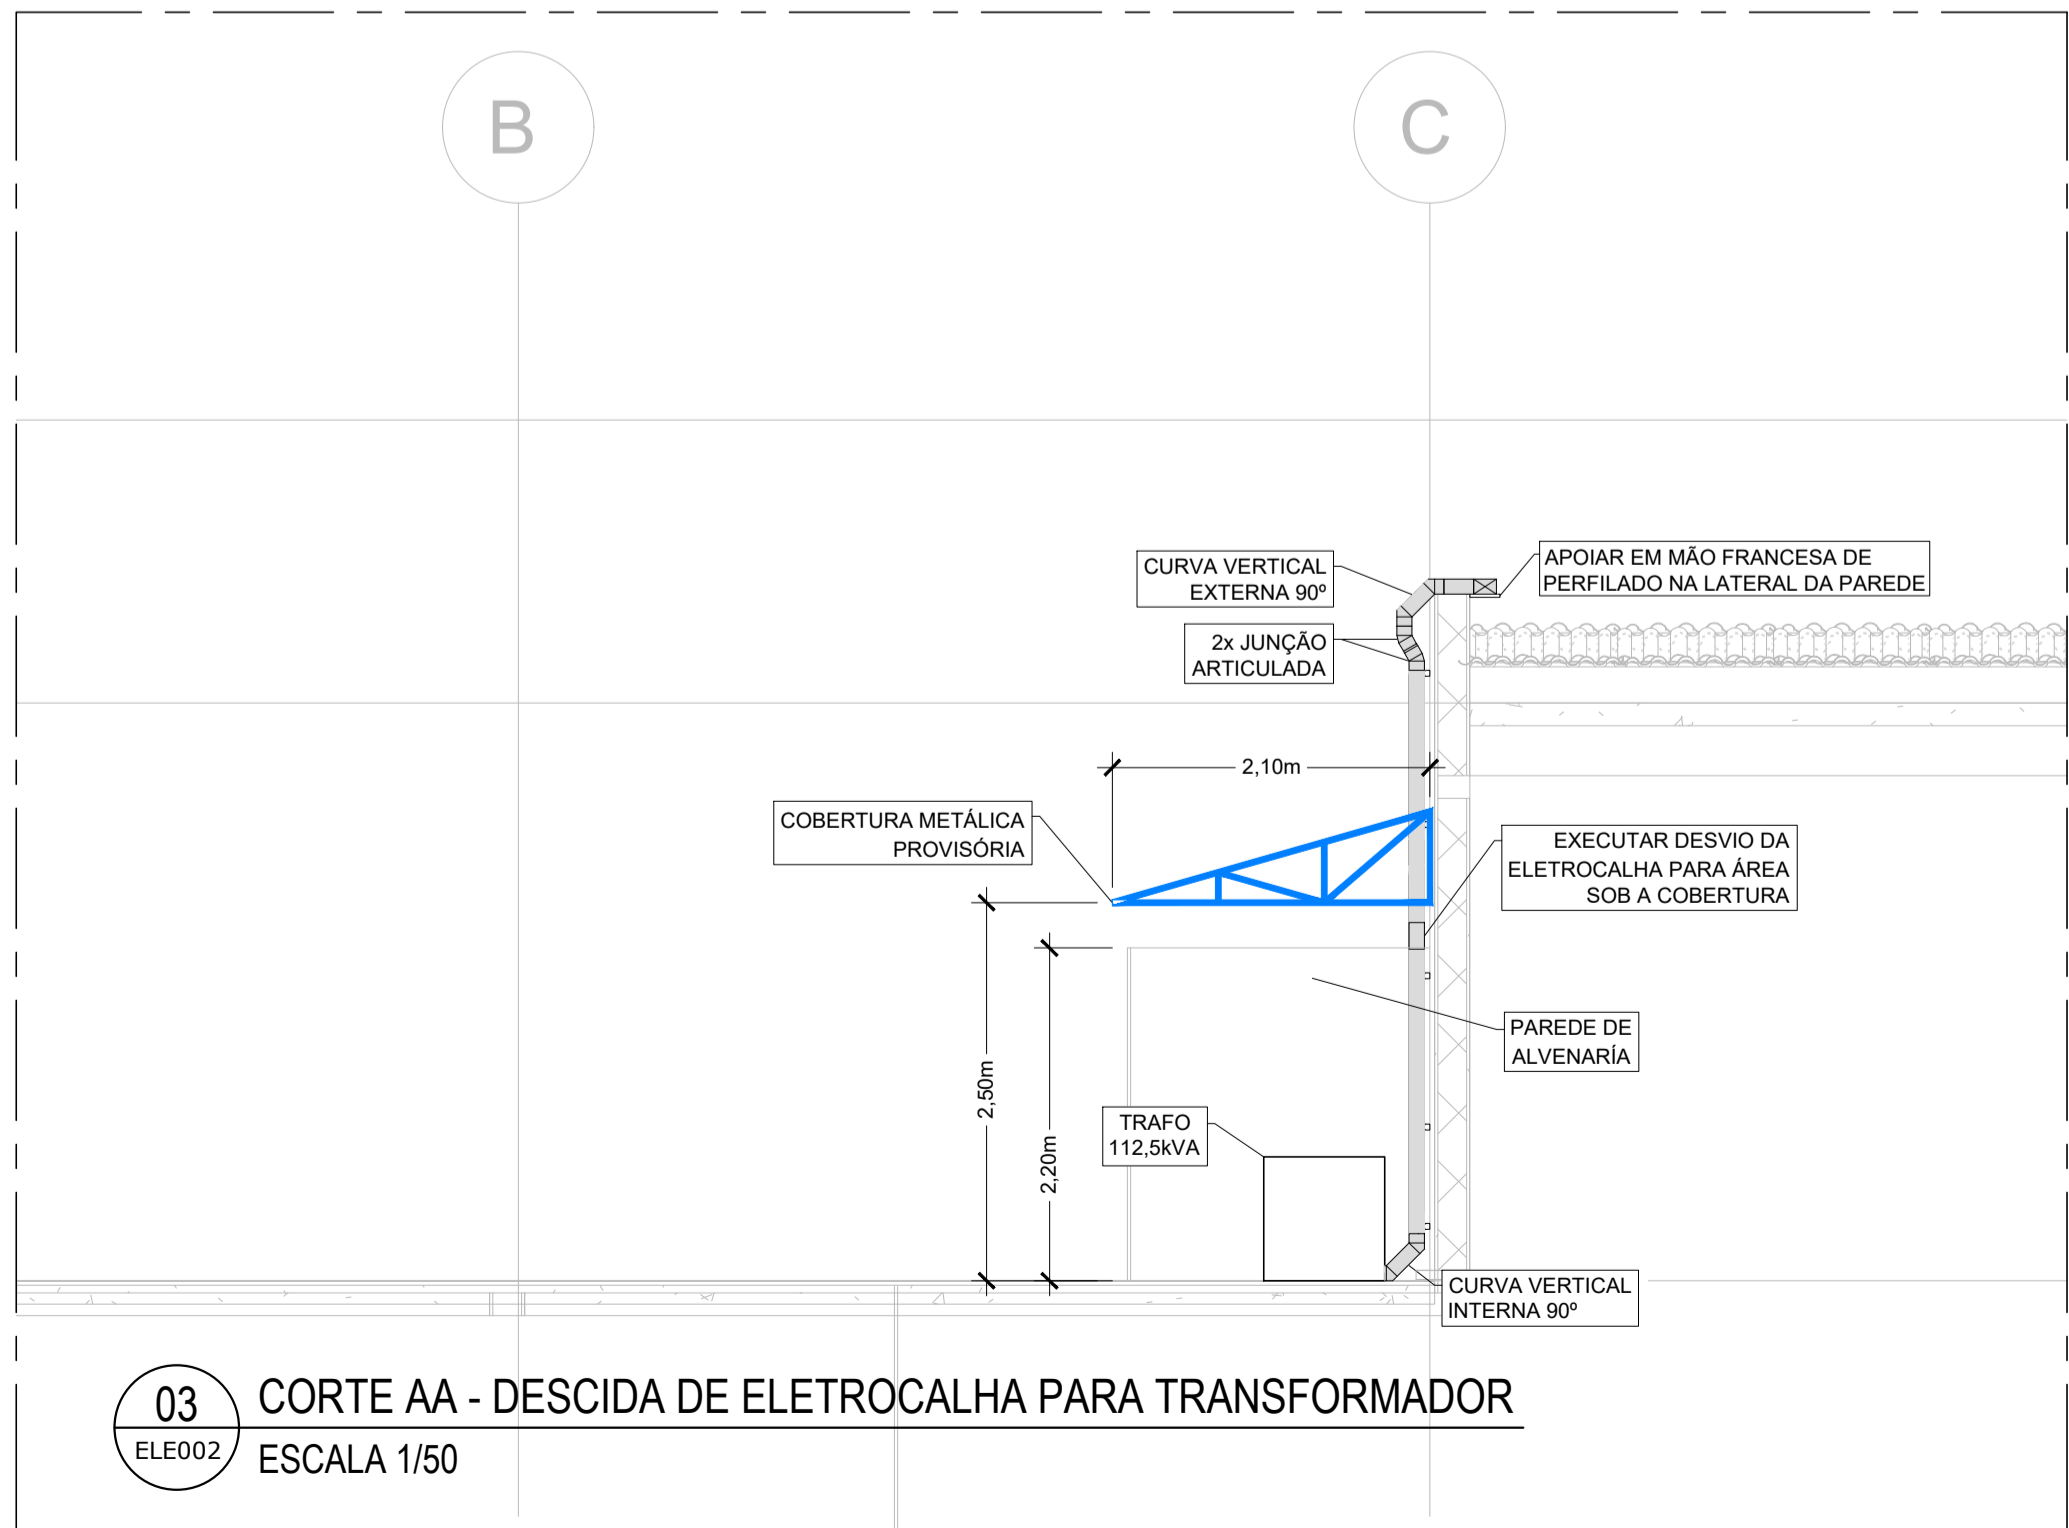 B
C
CURVA VERTICAL
EXTERNA 90º
APOIAR EM MÃO FRANCESA DE
PERFILADO NA LATERAL DA PAREDE
2x JUNÇÃO
ARTICULADA
2,10m
COBERTURA METÁLICA
PROVISÓRIA
EXECUTAR DESVIO DA
ELETROCALHA PARA ÁREA
SOB A COBERTURA
PAREDE DE
ALVENARÍA
2,50m
2,20m
TRAFO
112,5kVA
CURVA VERTICAL
INTERNA 90º
03
ELE002
CORTE AA - DESCIDA DE ELETROCALHA PARA TRANSFORMADOR
ESCALA 1/50